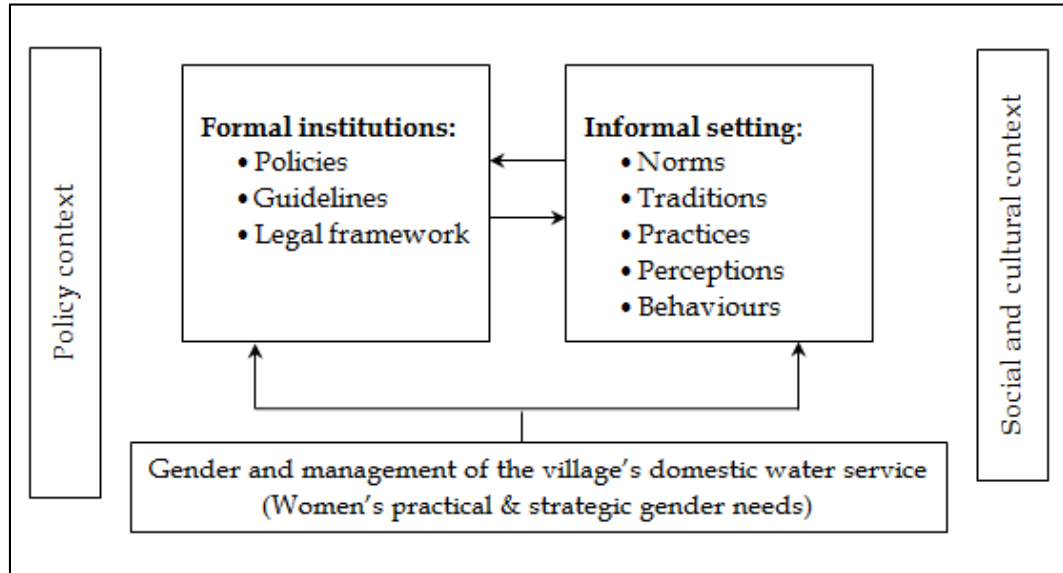 Policy context
Formal institutions:
• Policies
• Guidelines
• Legal framework
Informal setting:
• Norms
• Traditions
• Practices
• Perceptions
• Behaviours
Social and cultural context
Gender and management of the village’s domestic water service
(Women’s practical & strategic gender needs)